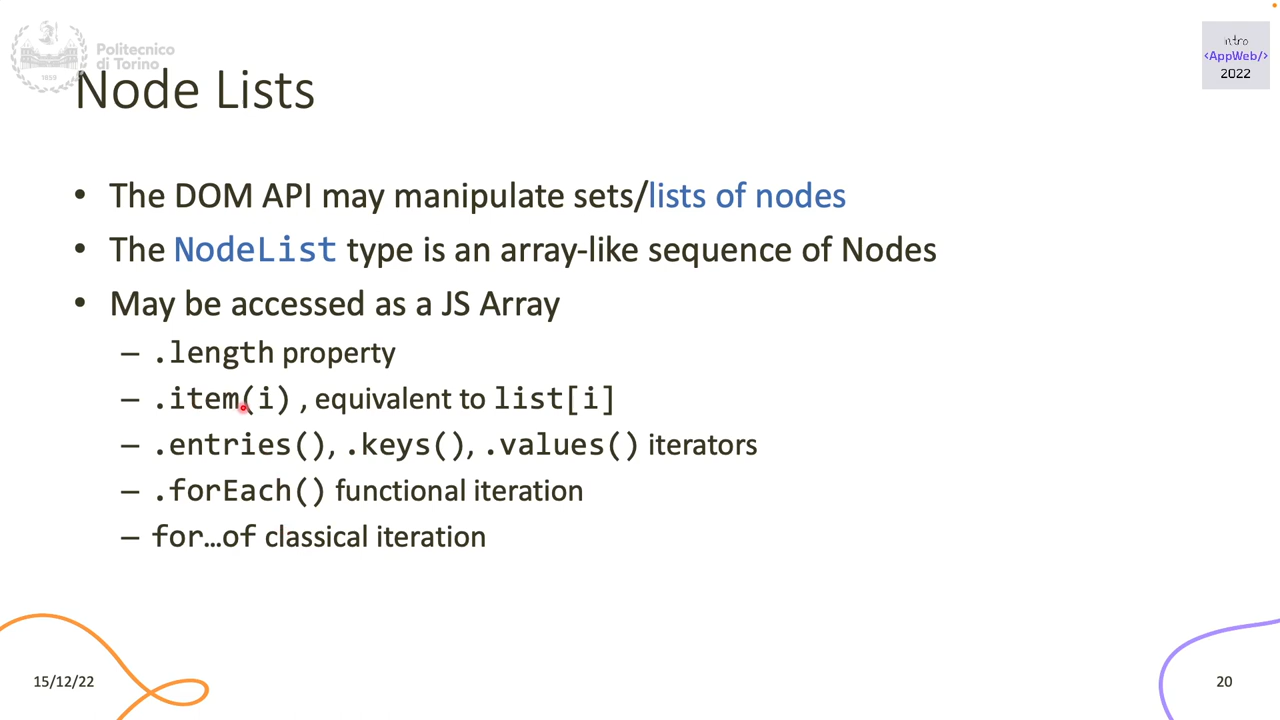 Politecnico
di Torino
1859
intro
<AppWeb/>
2022
Node Lists
• The DOM API may manipulate sets/lists of nodes
• The NodeList type is an array-like sequence of Nodes
• May be accessed as a JS Array
– .length property
– .item(i) , equivalent to list[i]
– .entries(), .keys(), .values() iterators
– .forEach() functional iteration
– for…of classical iteration
15/12/22
20